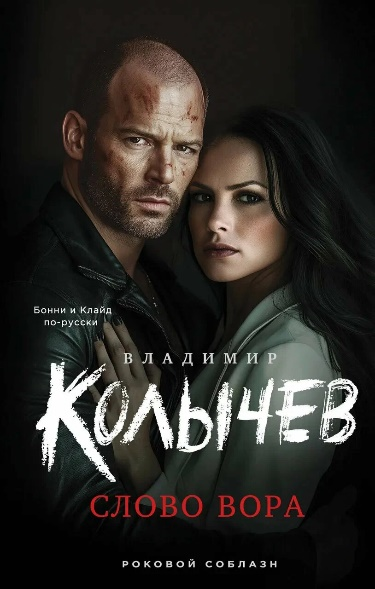 Бонни и Клайд
по-русски
ВЛАДИМИР
КОЛЫЧЕВ
СЛОВО ВОРА
РОКОВОЙ СОБЛАЗН